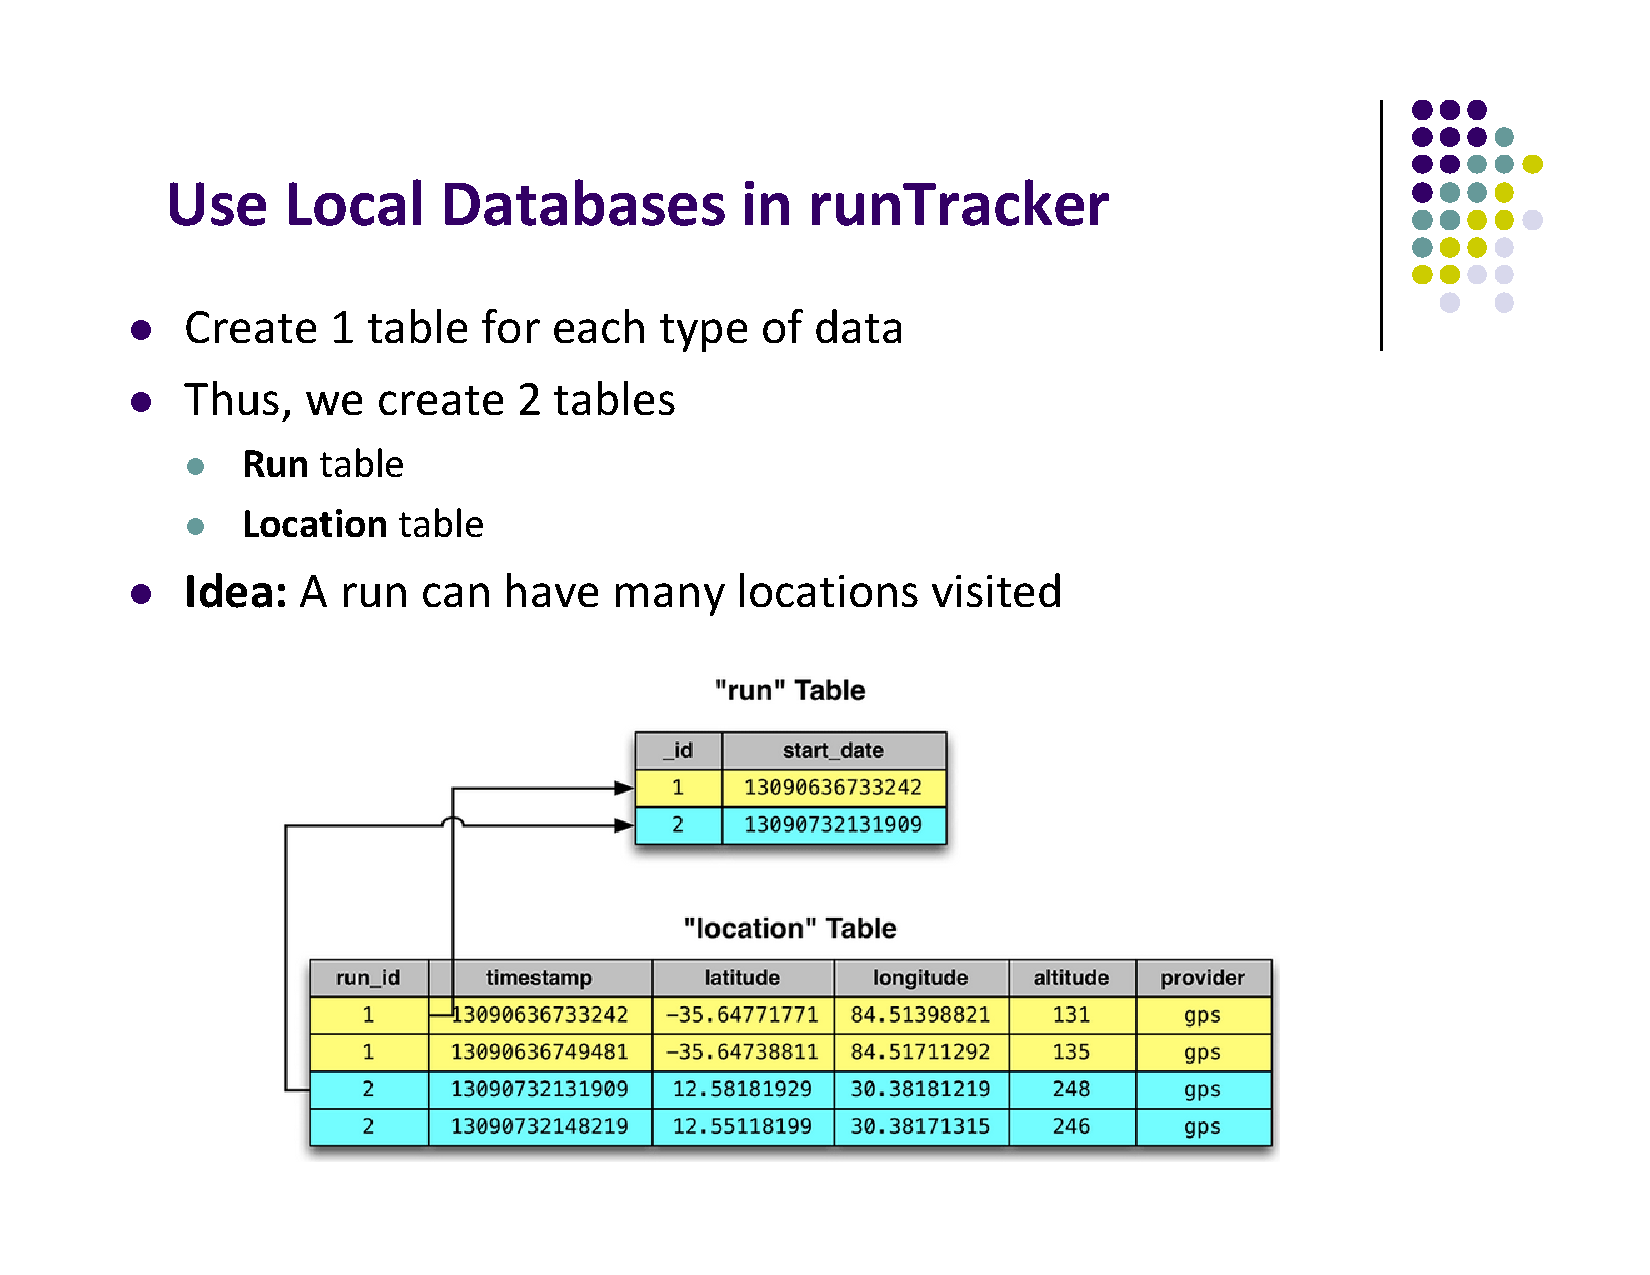 Use Local Databases in runTracker
Create 1 table for each type of data
Thus, we create 2 tables
Run table
Location table
Idea: A run can have many locations visited
"run" Table
_id start_date
1 13090636733242
2 13090732131909
"location" Table
run_id timestamp latitude longitude altitude provider
1 13090636733242 -35.64771771 84.51398821 131 gps
1 13090636749481 -35.64738811 84.51711292 135 gps
2 13090732131909 12.58181929 30.38181219 248 gps
2 13090732148219 12.55118199 30.38171315 246 gps